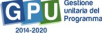 GPU
Gestione
unitaria del
Programma
2014-2020